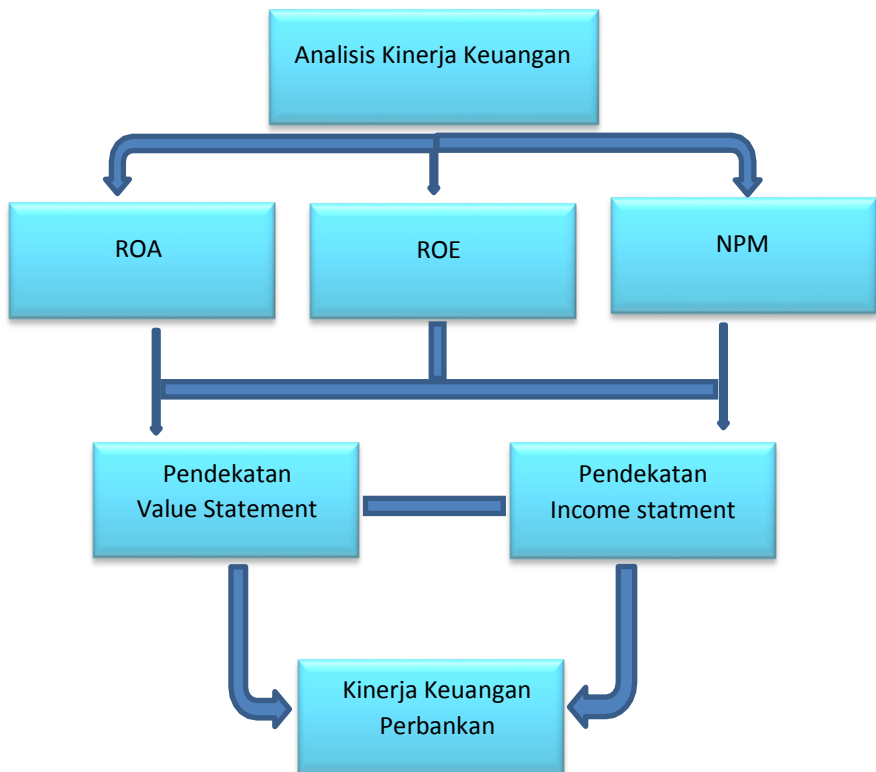 Analisis Kinerja Keuangan
ROA
ROE
NPM
Pendekatan
Value Statement
Pendekatan
Income statment
Kinerja Keuangan
Perbankan